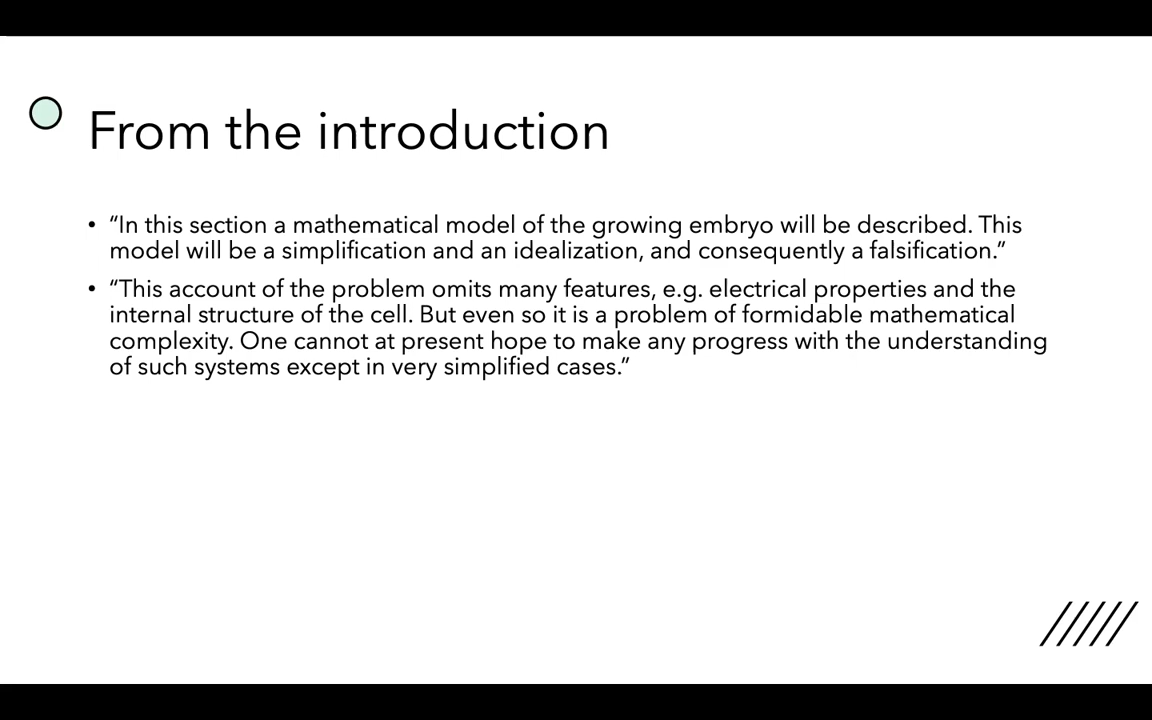 From the introduction
• “In this section a mathematical model of the growing embryo will be described. This
model will be a simplification and an idealization, and consequently a falsification.”
• “This account of the problem omits many features, e.g. electrical properties and the
internal structure of the cell. But even so it is a problem of formidable mathematical
complexity. One cannot at present hope to make any progress with the understanding
of such systems except in very simplified cases.”